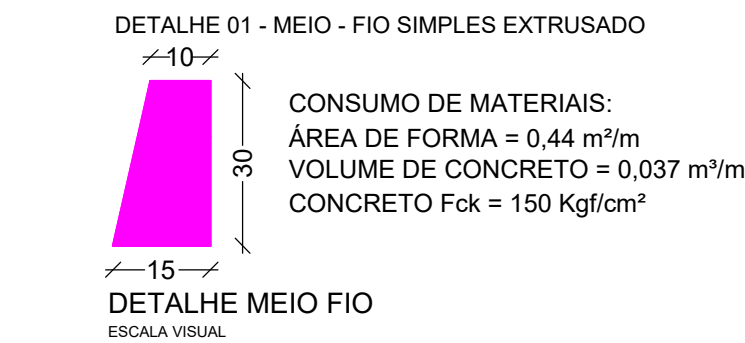 DETALHE 01 - MEIO - FIO SIMPLES EXTRUSADO
10
CONSUMO DE MATERIAIS:
ÁREA DE FORMA = 0,44 m²/m
30
VOLUME DE CONCRETO = 0,037 m³/m
CONCRETO Fck = 150 Kgf/cm²
15
DETALHE MEIO FIO
ESCALA VISUAL